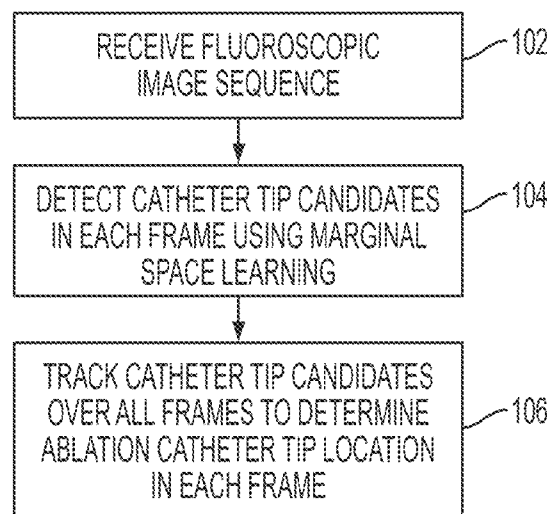 RECEIVE FLUOROSCOPIC
IMAGE SEQUENCE
102
DETECT CATHETER TIP CANDIDATES
IN EACH FRAME USING MARGINAL
SPACE LEARNING
104
TRACK CATHETER TIP CANDIDATES
OVER ALL FRAMES TO DETERMINE
ABLATION CATHETER TIP LOCATION
IN EACH FRAME
106